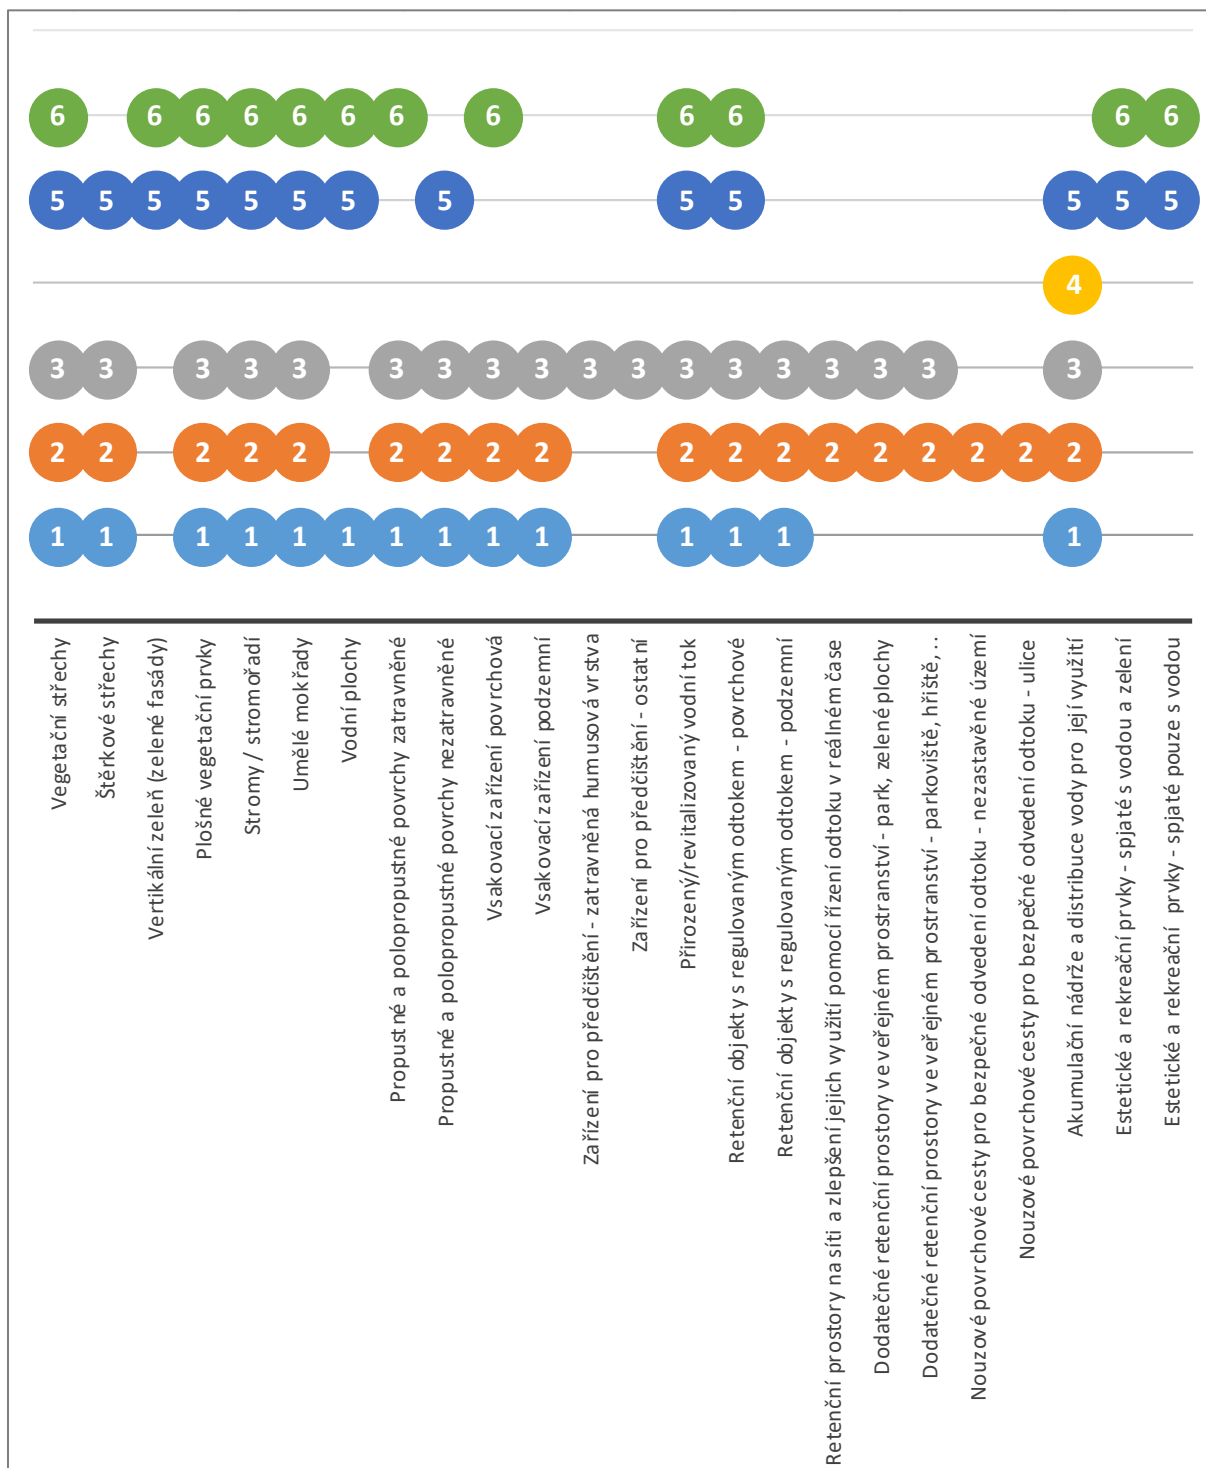 6 6 6 6 6 6 6 6 6 6 6 6
5 5 5 5 5 5 5 5 5 5 5 5 5
4
3 3 3 3 3 3 3 3 3 3 3 3 3 3 3 3 3 3
2 2 2 2 2 2 2 2 2 2 2 2 2 2 2 2 2 2
1 1 1 1 1 1 1 1 1 1 1 1 1 1
Vegetační střechy
Štěrkové střechy
Vertikální zeleň (zelené fasády)
Plošné vegetační prvky
Stromy / stromořadí
Umělé mokřady
Vodní plochy
Propustné a polopropustné povrchy zatravněné
Propustné a polopropustné povrchy nezatravněné
Vsakovací zařízení povrchová
Vsakovací zařízení podzemní
Zařízení pro předčištění - zatravněná humusová vrstva
Zařízení pro předčištění - ostatní
Přirozený/revitalizovaný vodní tok
Retenční objekty s regulovaným odtokem - povrchové
Retenční objekty s regulovaným odtokem - podzemní
Retenční prostory na síti a zlepšení jejich využití pomocí řízení odtoku v reálném čase
Dodatečné retenční prostory ve veřejném prostranství - park, zelené plochy
Dodatečné retenční prostory ve veřejném prostranství - parkoviště, hřiště, ...
Nouzové povrchové cesty pro bezpečné odvedení odtoku - nezastavěné území
Nouzové povrchové cesty pro bezpečné odvedení odtoku - ulice
Akumulační nádrže a distribuce vody pro její využití
Estetické a rekreační prvky - spjaté s vodou a zelení
Estetické a rekreační prvky - spjaté pouze s vodou